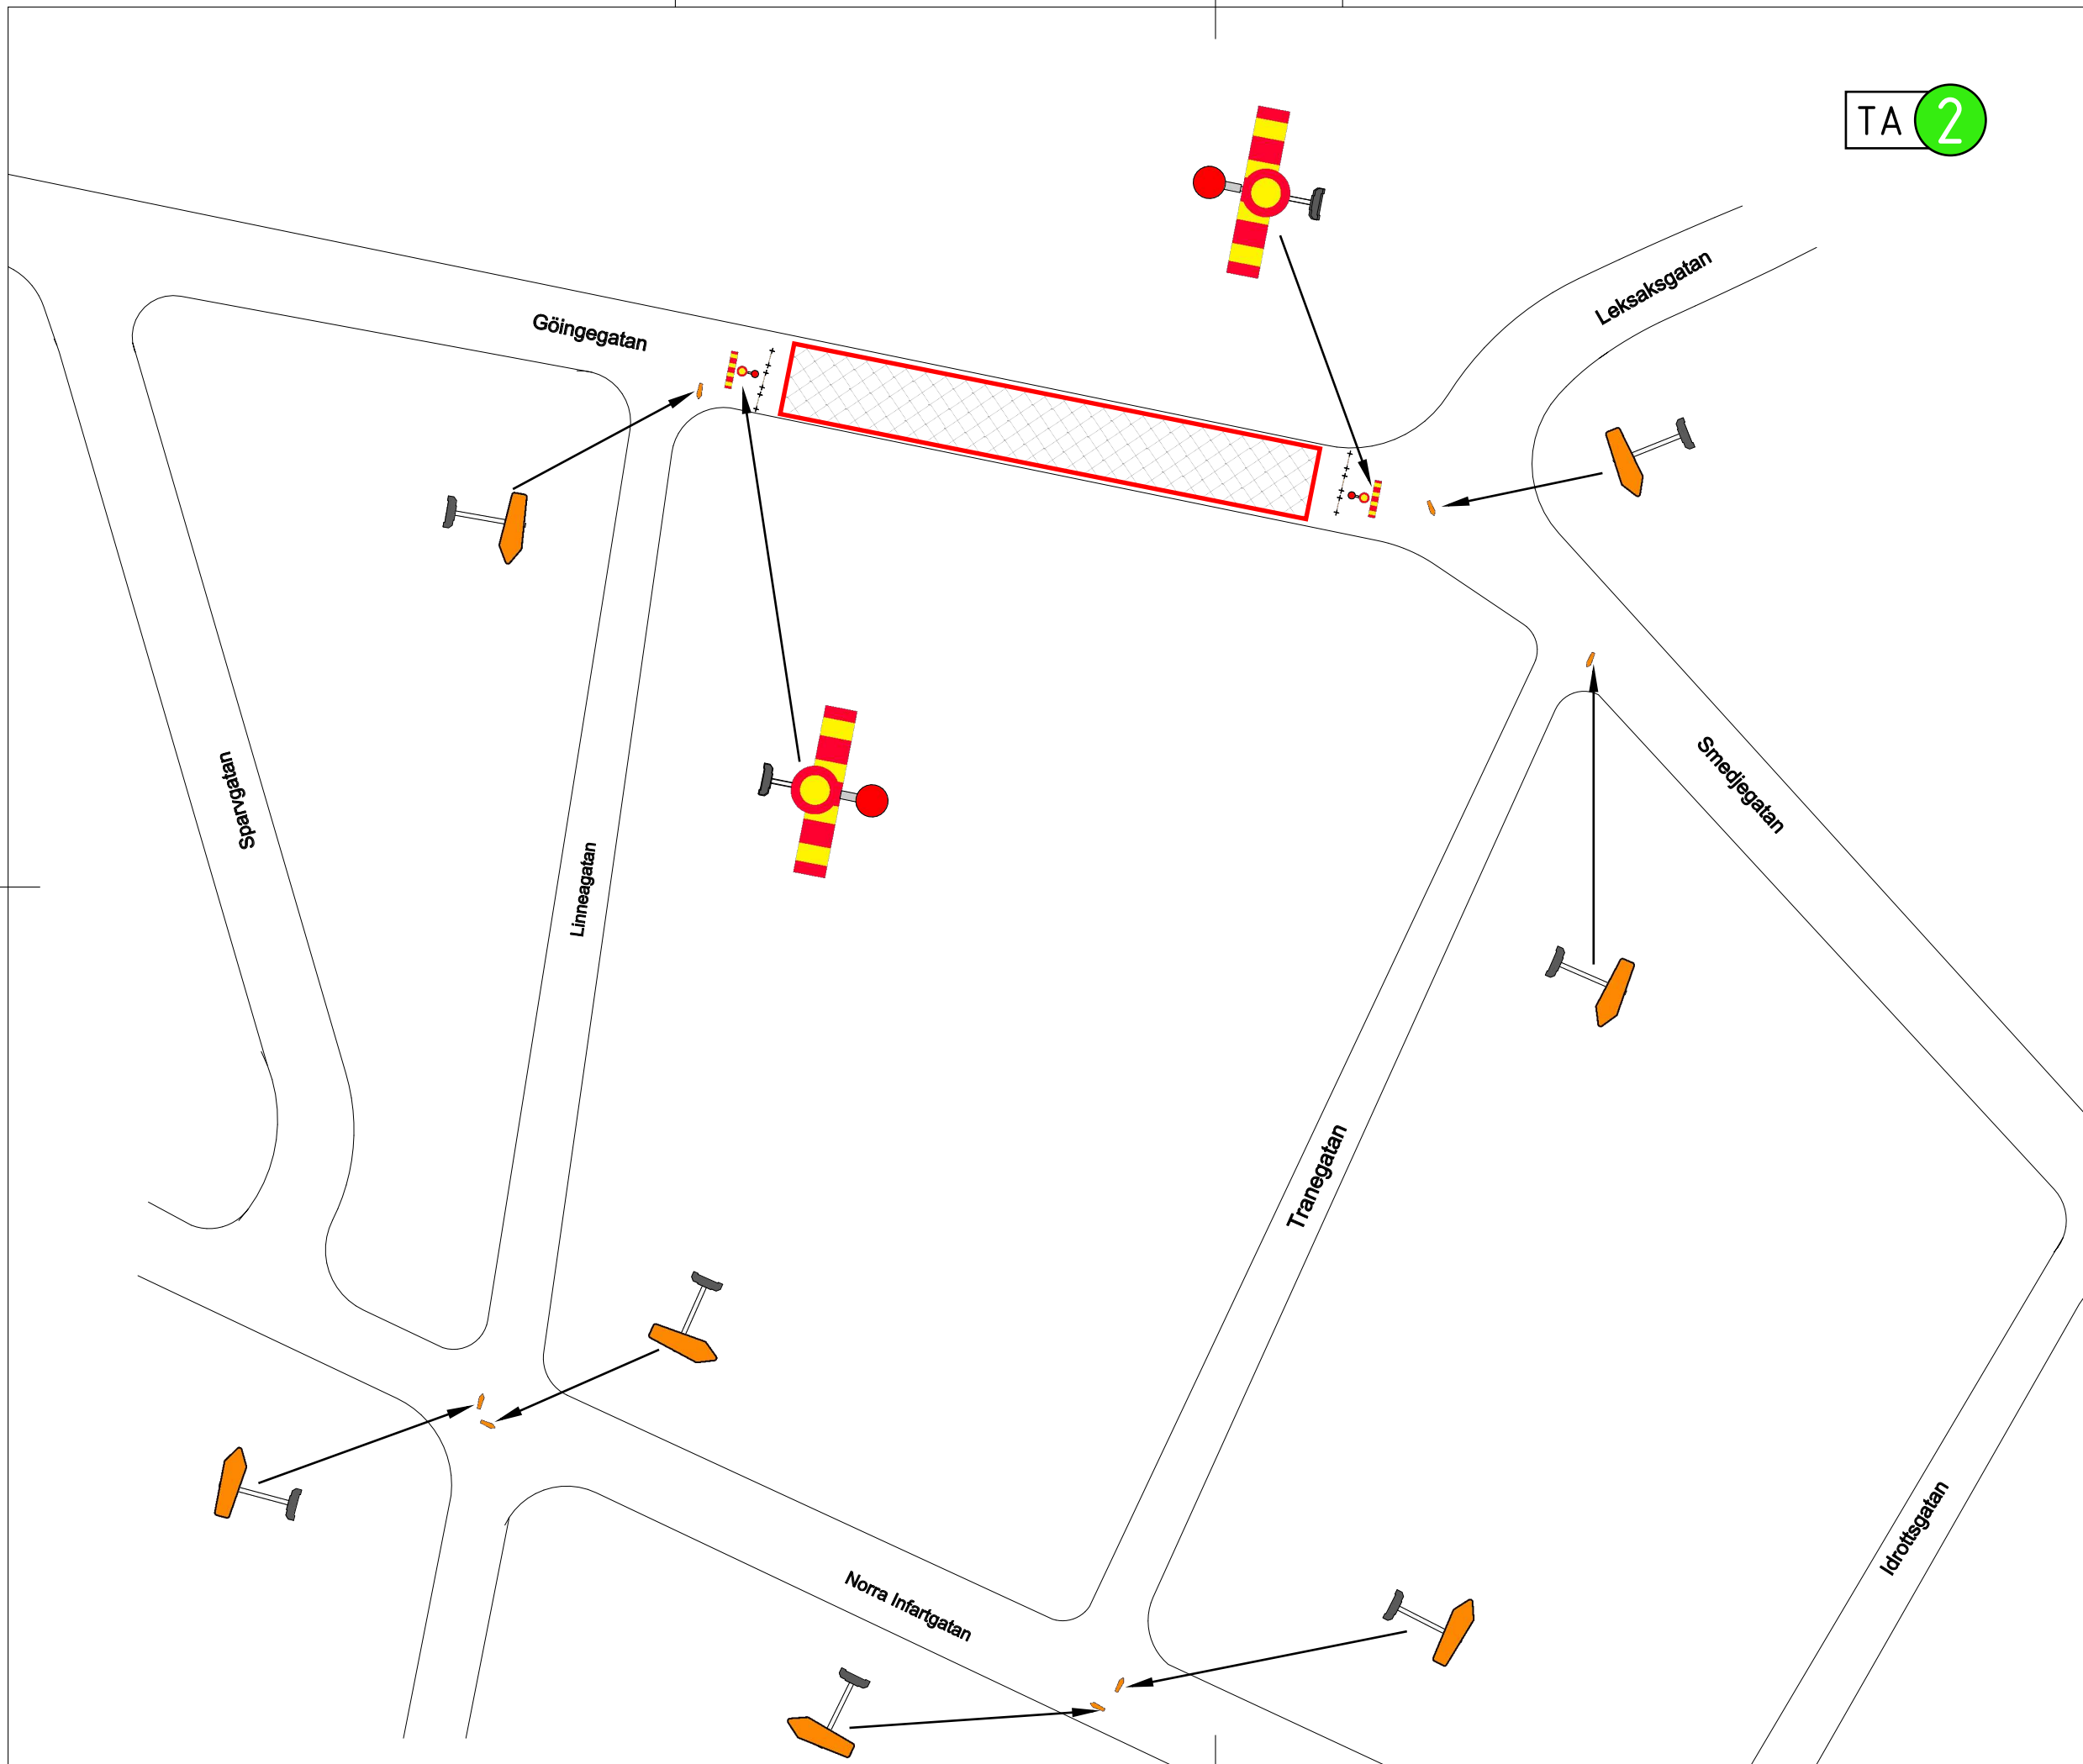 TA 2
Leksaksgatan
Göingegatan
Smedjegatan
Sparvgatan
Linneagatan
Tranegatan
Idrottsgatan
Norra Infartgatan